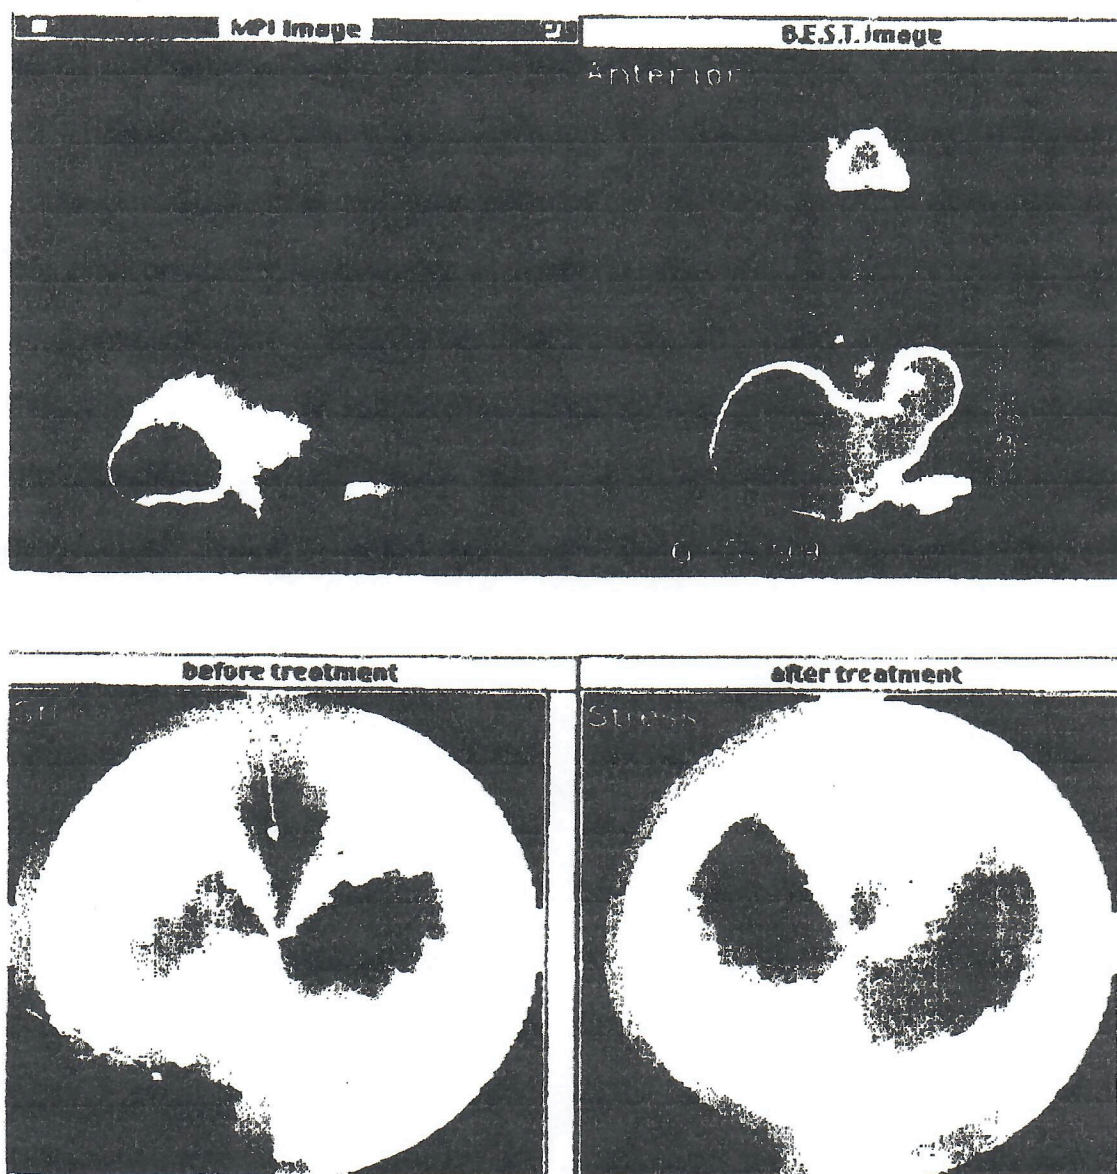 MPI Image
B.E.S.T. Image
Anterior
before treatment
after treatment
Stress